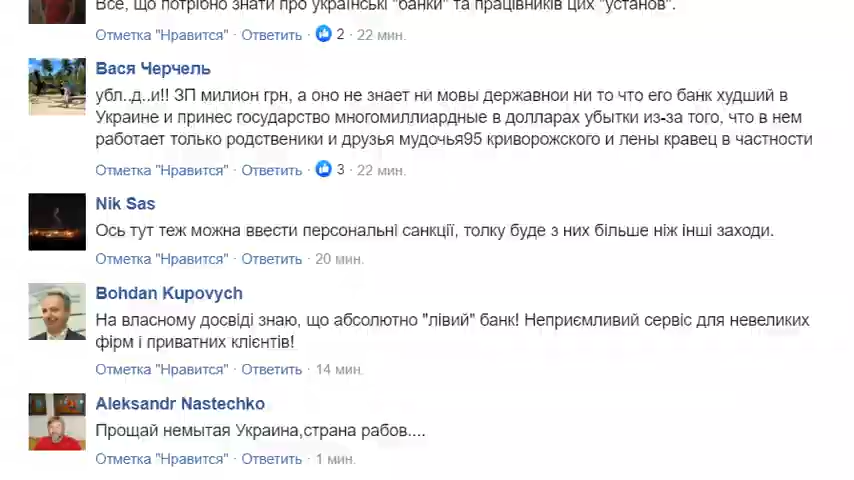 Все, що потрібно знати про українські "банки" та працівників цих "установ".
Отметка "Нравится" · Ответить · 2 · 22 мин.
Вася Черчель
убл..д..и!! ЗП милион грн, а оно не знает ни мовы державнои ни то что его банк худший в
Украине и принес государство многомиллиардные в долларах убытки из-за того, что в нем
работает только родственики и друзья мудочья95 криворожского и лены кравец в частности
Отметка "Нравится" · Ответить · 3 · 22 мин.
Nik Sas
Ось тут теж можна ввести персональні санкції, толку буде з них більше ніж інші заходи.
Отметка "Нравится" · Ответить · 20 мин.
Bohdan Kupovych
На власному досвіді знаю, що абсолютно "лівий" банк! Неприємливий сервіс для невеликих
фірм і приватних клієнтів!
Отметка "Нравится" · Ответить · 14 мин.
Aleksandr Nastechko
Прощай немытая Украина,страна рабов....
Отметка "Нравится" · Ответить · 1 мин.